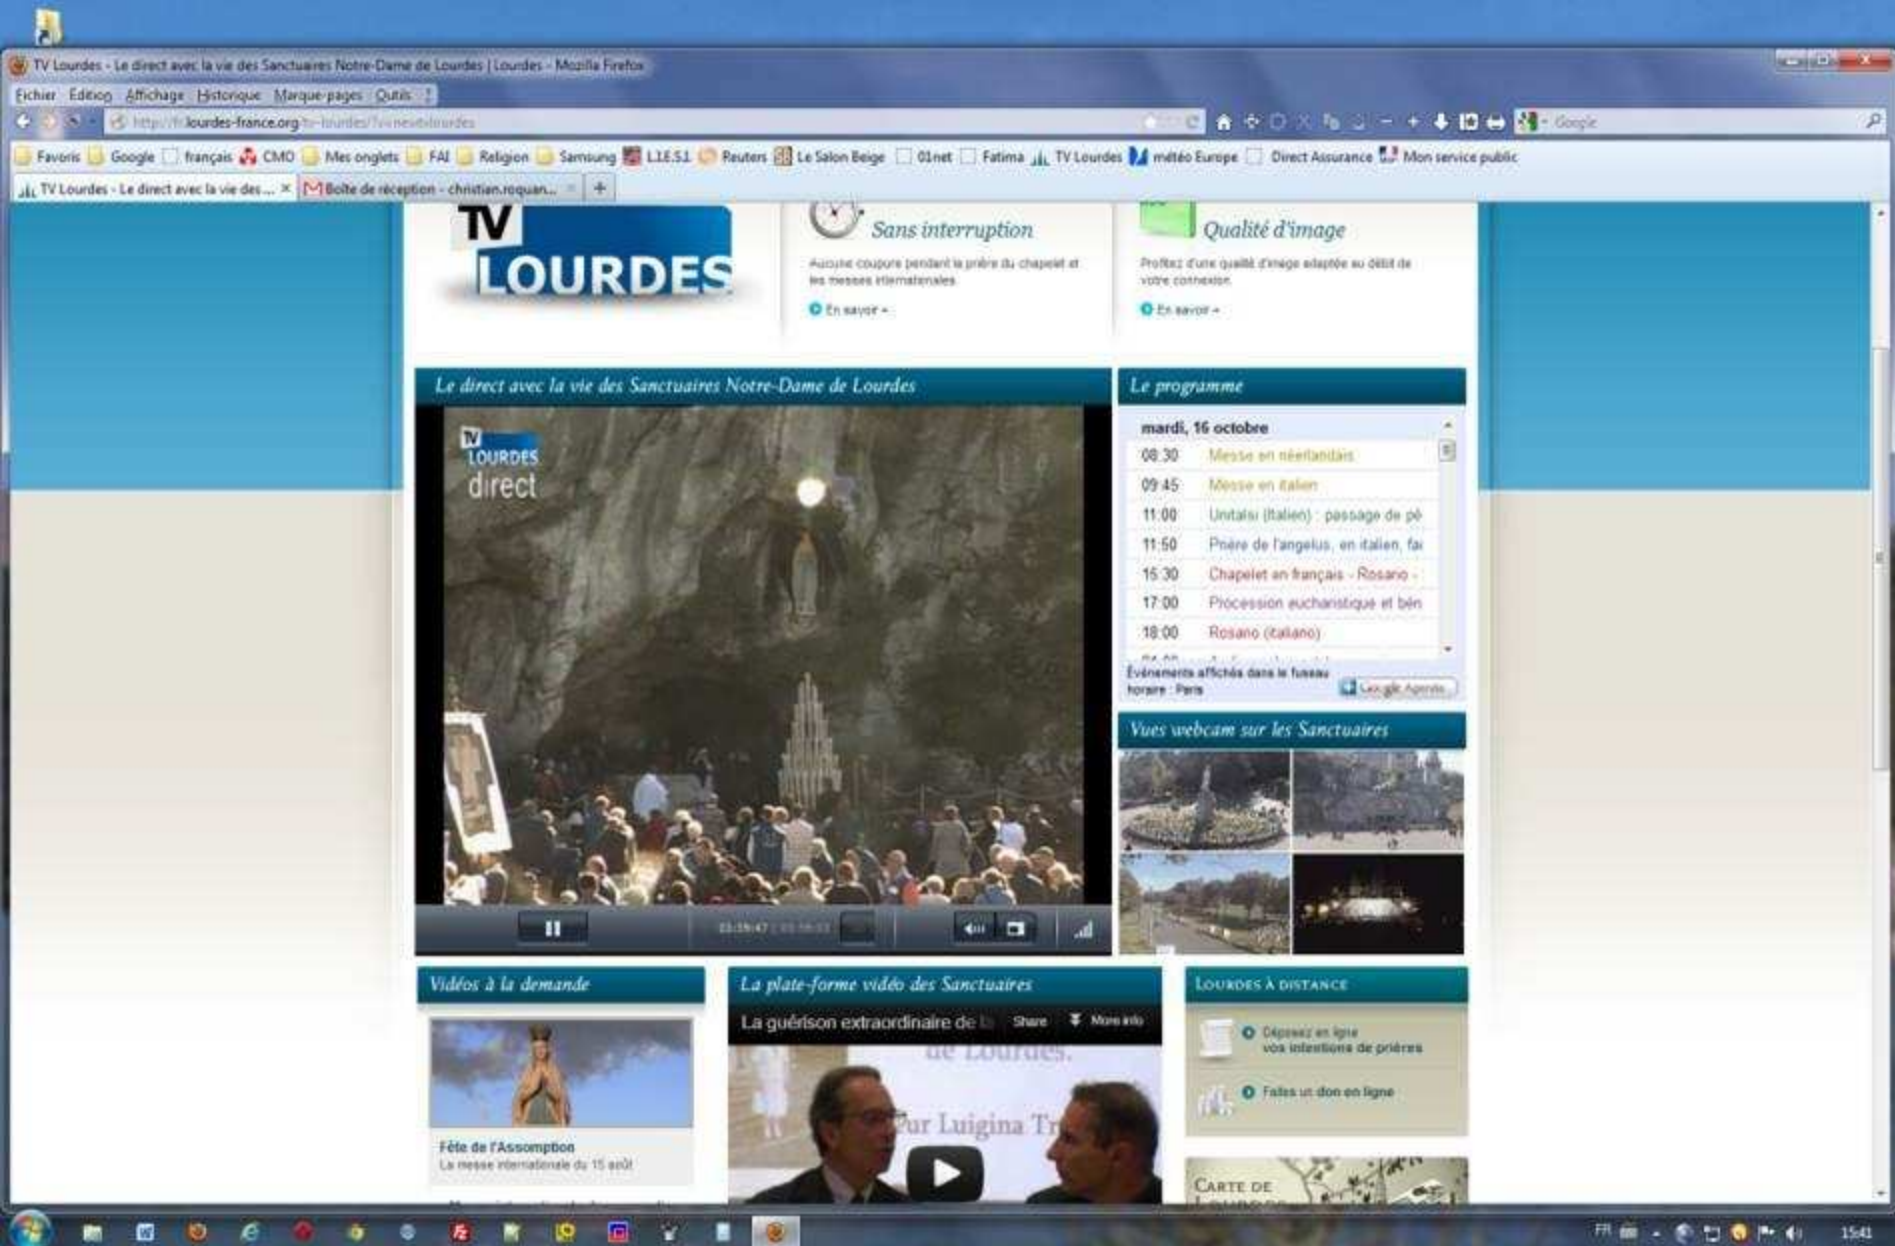 TV Lourdes - Le direct avec la vie des Sanctuaires Notre-Dame de Lourdes | Lourdes - Mozilla Firefox
Fichier Edition Affichage Historique Marque-pages Outils ?
http://fr.lourdes-france.org
Google
Favoris Google français CMO Mes onglets FAI Religion Samsung L.I.E.S.I. Reuters Le Salon Beige 01net Fatima TV Lourdes météo Europe Direct Assurance Mon service public
TV Lourdes - Le direct avec la vie des ... Boîte de réception - christian.roquan... +
TV
LOURDES
Sans interruption
Aucune coupure pendant la prière du chapelet et
les messes internationales.
En savoir +
Qualité d'image
Profitez d'une qualité d'image adaptée au débit de
votre connexion.
En savoir +
Le direct avec la vie des Sanctuaires Notre-Dame de Lourdes
TV
LOURDES
direct
Le programme
mardi, 16 octobre
08:30 Messe en néerlandais
09:45 Messe en italien
11:00 Unitalsi (Italien) : passage de pè
11:50 Prière de l'angelus, en italien, fai
15:30 Chapelet en français - Rosario -
17:00 Procession eucharistique et bén
18:00 Rosario (italiano)
Événements affichés dans le fuseau
horaire : Paris
Google Agenda
Vues webcam sur les Sanctuaires
Vidéos à la demande
Fête de l'Assomption
La messe internationale du 15 août
La plate-forme vidéo des Sanctuaires
La guérison extraordinaire de Share More info
de Lourdes.
ur Luigina Tr
LOURDES À DISTANCE
Déposez en ligne
vos intentions de prières
Faites un don en ligne
CARTE DE
LOURDES
FR 15:41